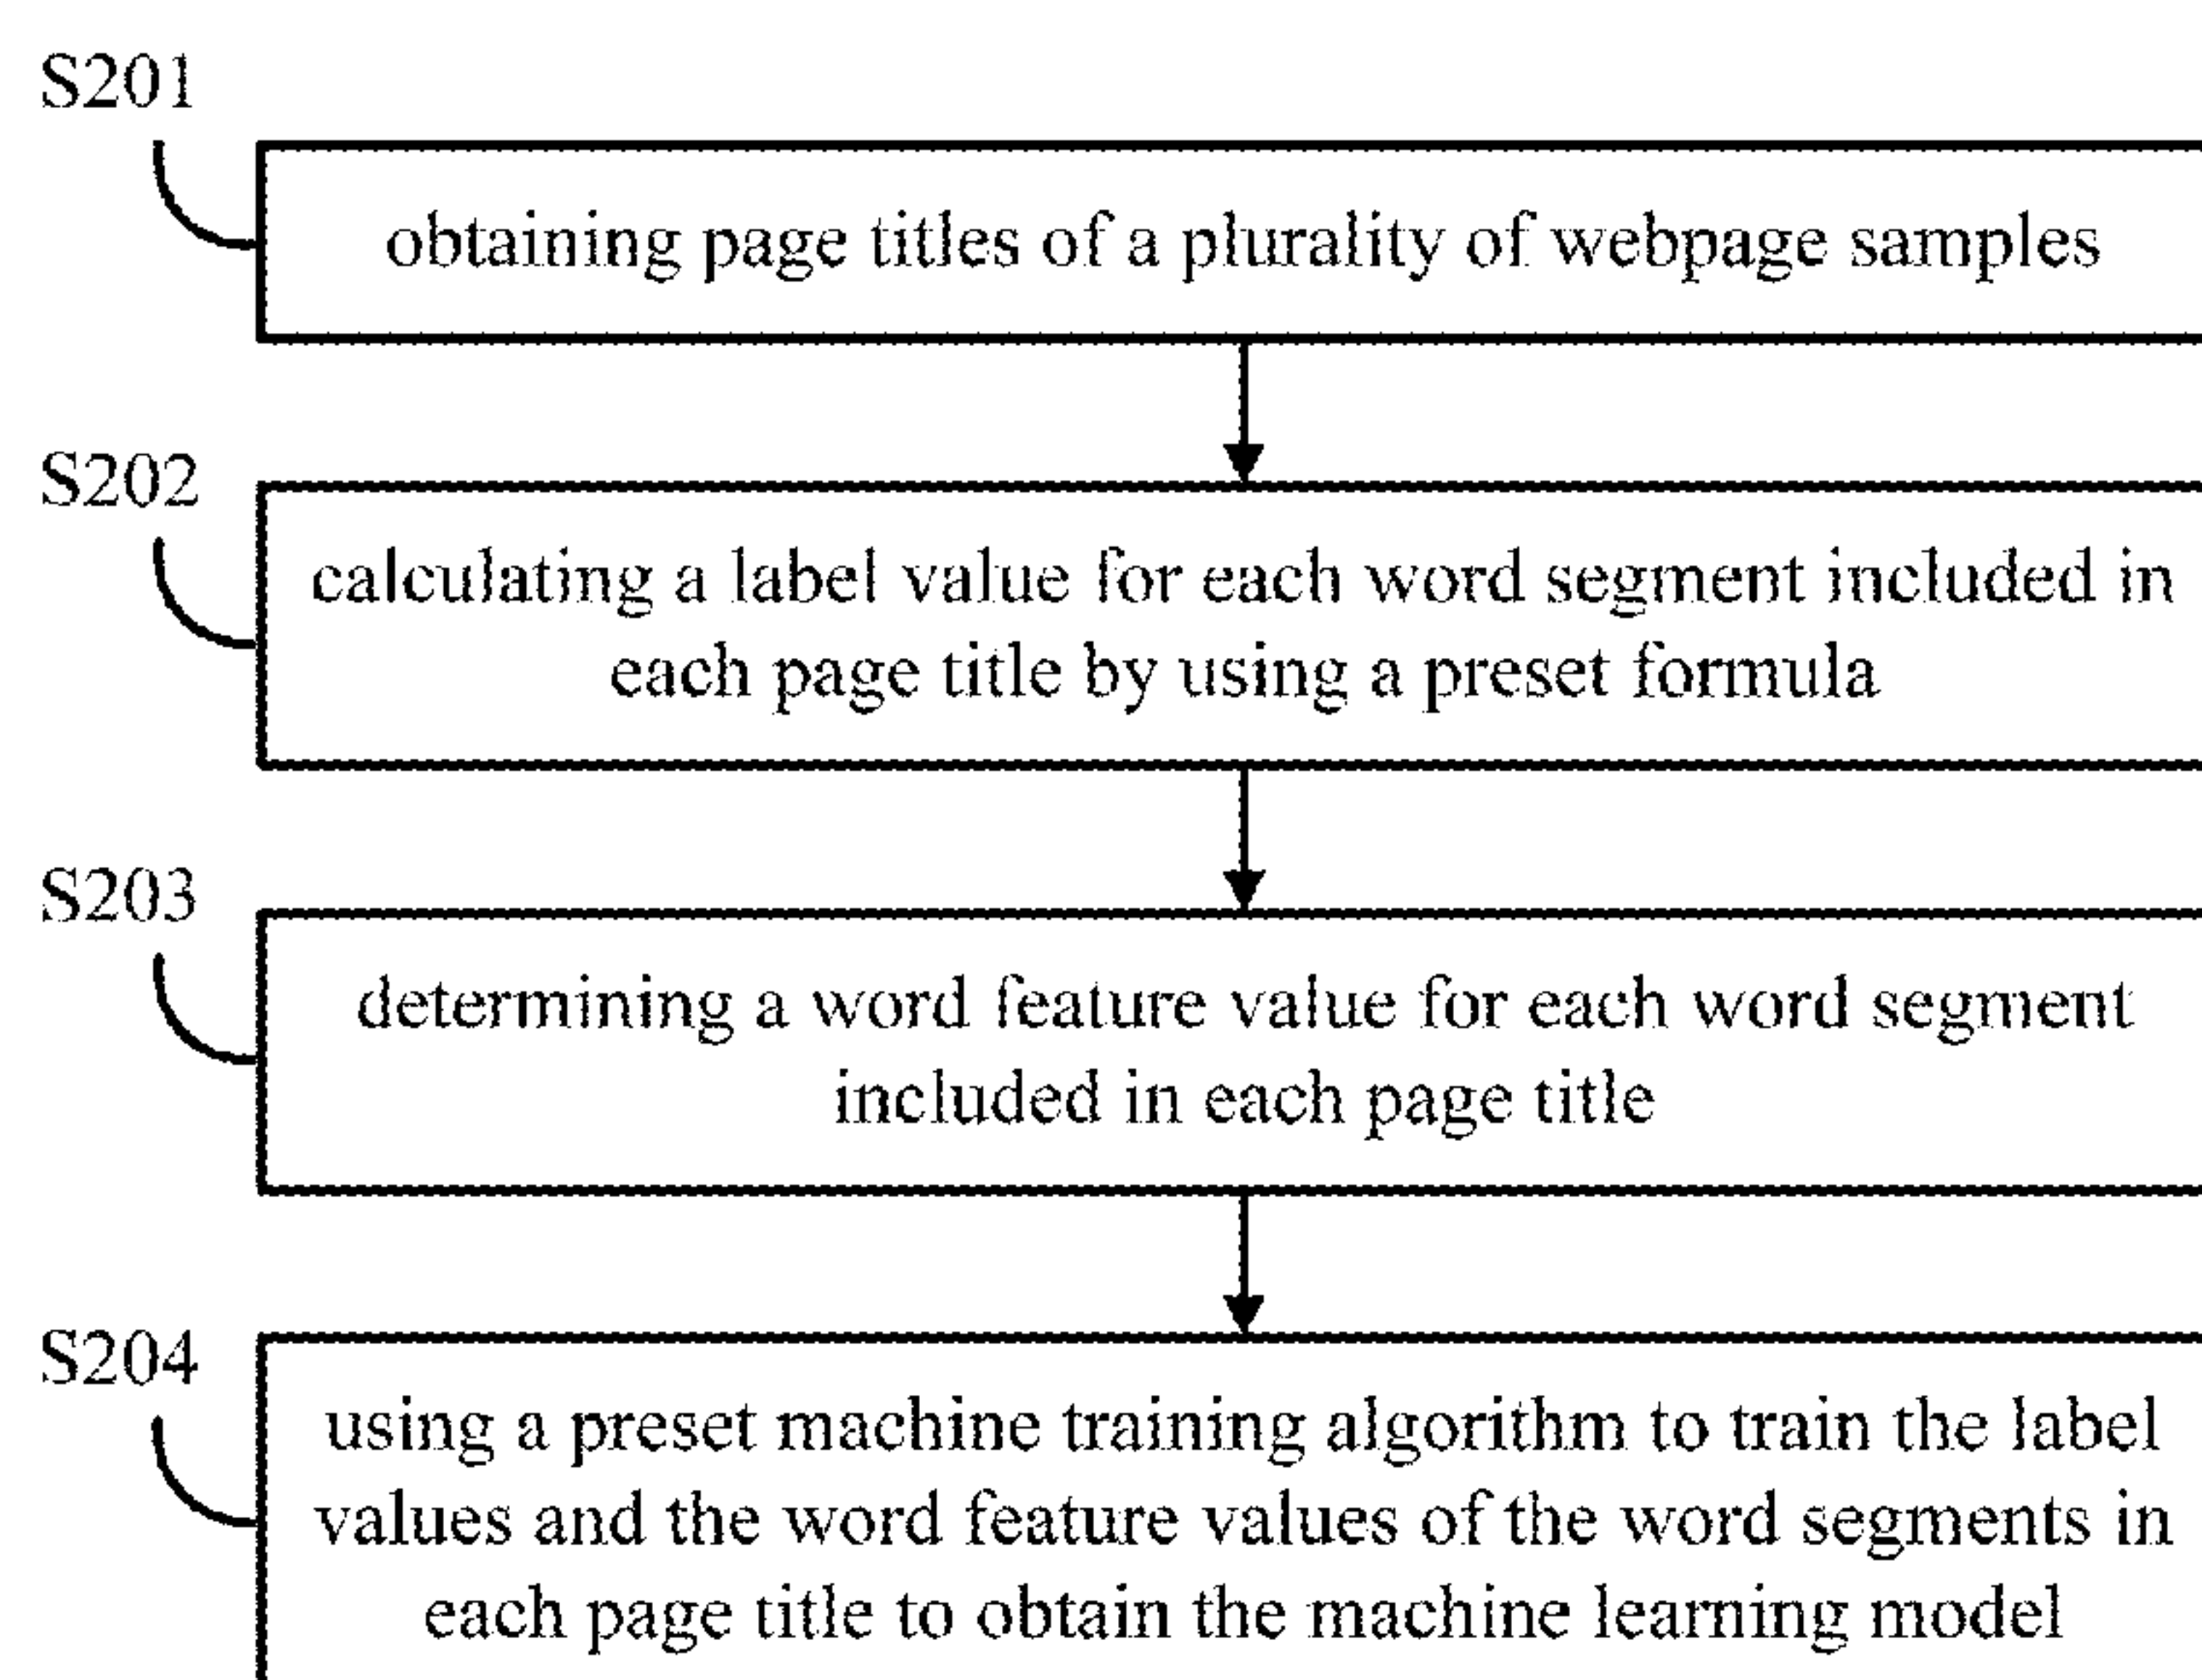 S201
obtaining page titles of a plurality of webpage samples
S202
calculating a label value for each word segment included in
each page title by using a preset formula
S203
determining a word feature value for each word segment
included in each page title
S204
using a preset machine training algorithm to train the label
values and the word feature values of the word segments in
each page title to obtain the machine learning model